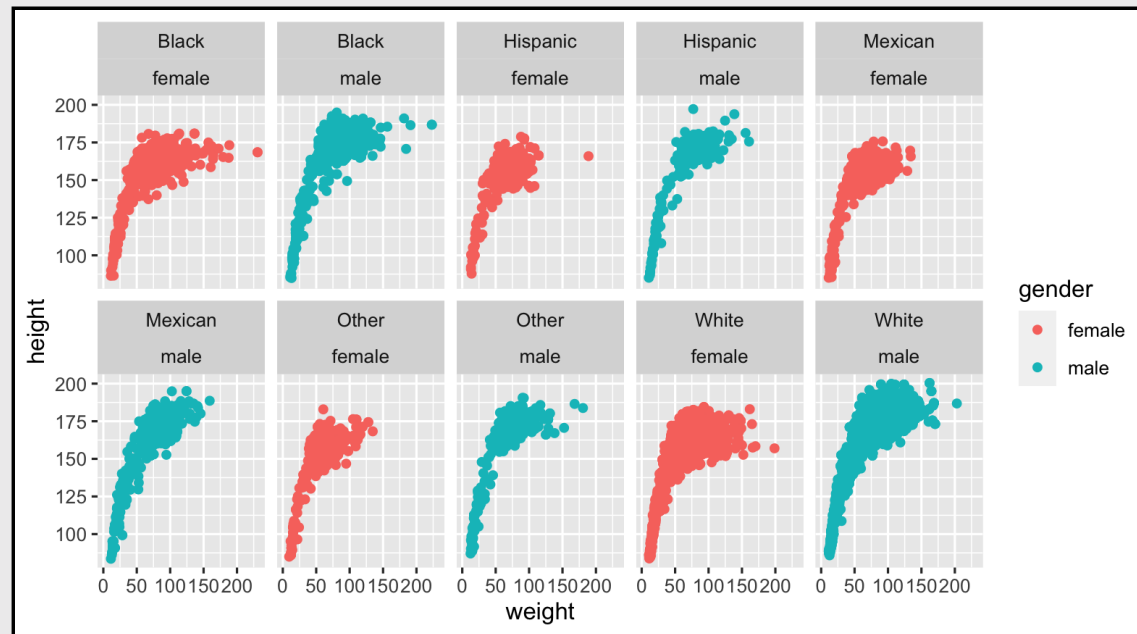 Black Black Hispanic Hispanic Mexican
female male female male female
200
175
150
125
100
Mexican Other Other White White
male female male female male
200
175
150
125
100
0 50 100 150 200 0 50 100 150 200 0 50 100 150 200 0 50 100 150 200 0 50 100 150 200
weight
height
gender
female
male